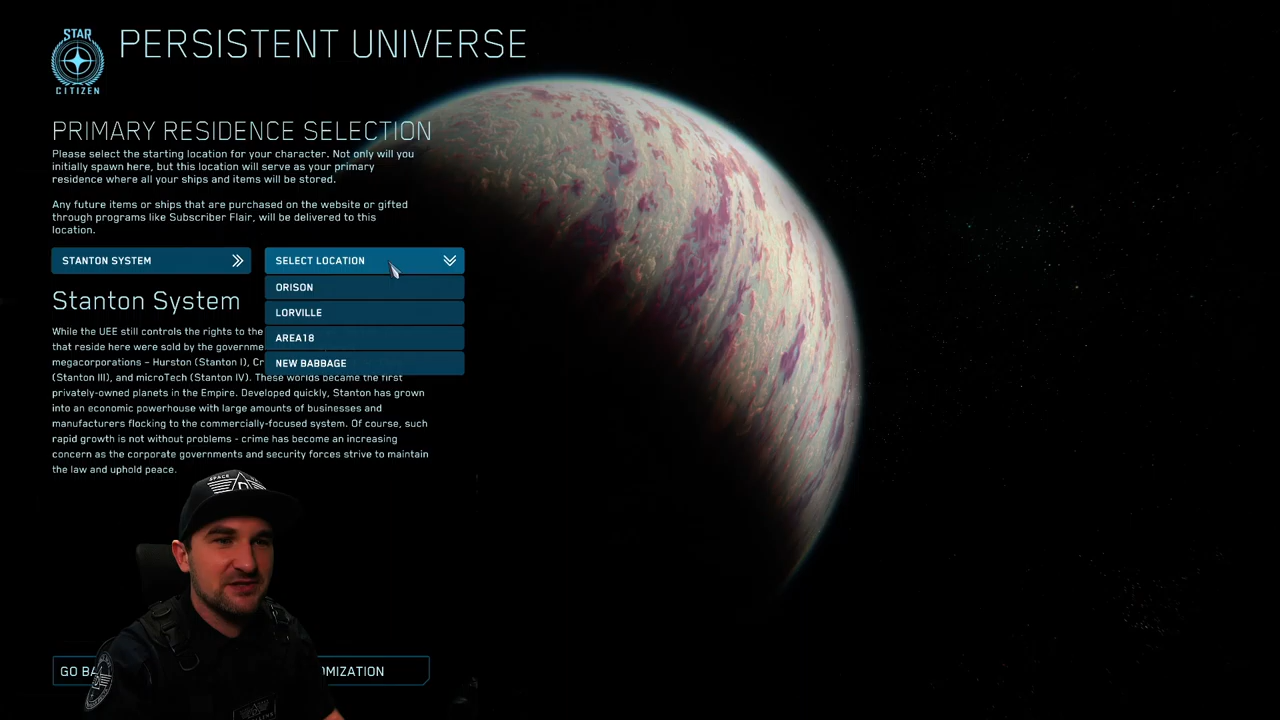 STAR
CITIZEN
PERSISTENT UNIVERSE
PRIMARY RESIDENCE SELECTION
Please select the starting location for your character. Not only will you
initially spawn here, but this location will serve as your primary
residence where all your ships and items will be stored.
Any future items or ships that are purchased on the website or gifted
through programs like Subscriber Flair, will be delivered to this
location.
STANTON SYSTEM
SELECT LOCATION
ORISON
LORVILLE
AREA18
NEW BABBAGE
Stanton System
While the UEE still controls the rights to the
that reside here were sold by the
megacorporations – Hurston (Stanton I),
(Stanton III), and microTech (Stanton IV). These worlds became the first
privately-owned planets in the Empire. Developed quickly, Stanton has grown
into an economic powerhouse with large amounts of businesses and
manufacturers flocking to the commercially-focused system. Of course, such
rapid growth is not without problems - crime has become an increasing
concern as the corporate governments and security forces strive to maintain
the law and uphold peace.
GO